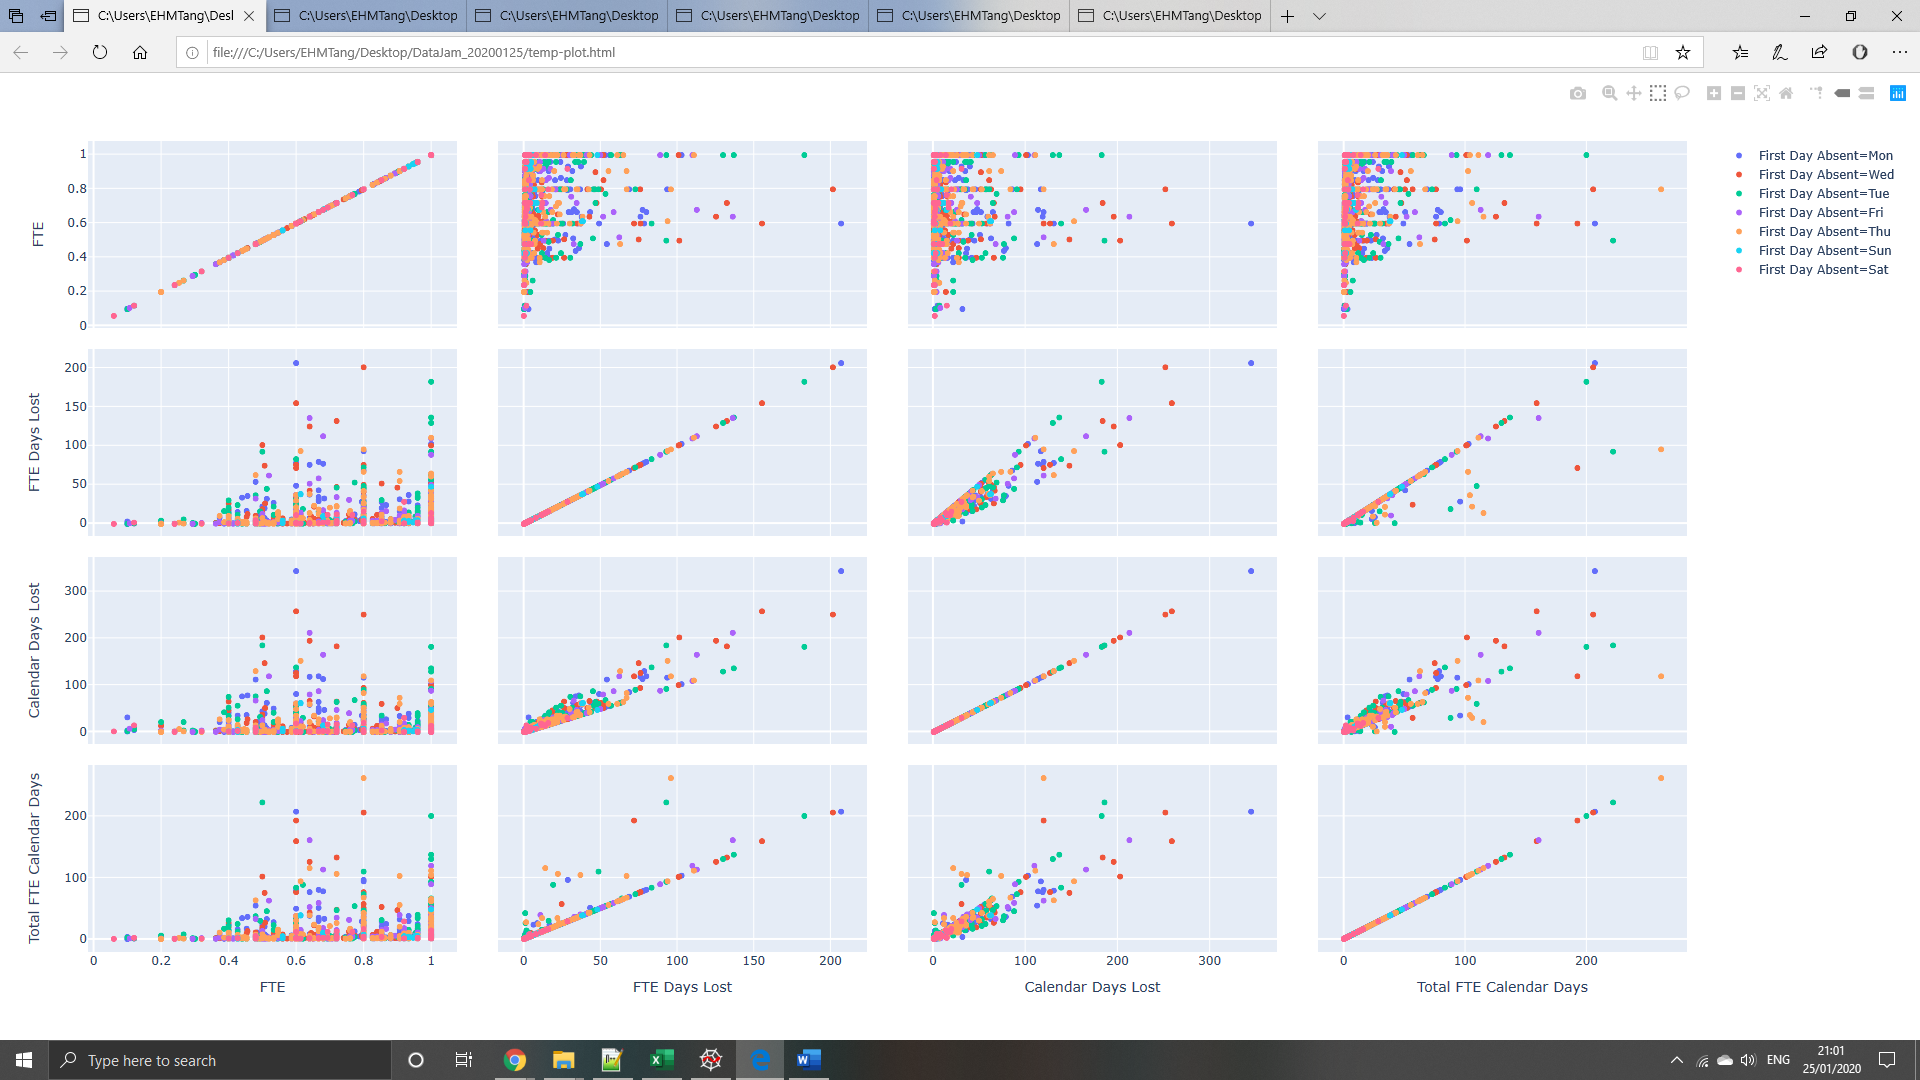 C:\Users\EHMTang\Desl
C:\Users\EHMTang\Desktop
C:\Users\EHMTang\Desktop
C:\Users\EHMTang\Desktop
C:\Users\EHMTang\Desktop
C:\Users\EHMTang\Desktop
file:///C:/Users/EHMTang/Desktop/DataJam_20200125/temp-plot.html
First Day Absent=Mon
First Day Absent=Wed
First Day Absent=Tue
First Day Absent=Fri
First Day Absent=Thu
First Day Absent=Sun
First Day Absent=Sat
FTE
1
0.8
0.6
0.4
0.2
0
FTE Days Lost
200
150
100
50
0
Calendar Days Lost
300
200
100
0
Total FTE Calendar Days
200
100
0
0 0.2 0.4 0.6 0.8 1
0 50 100 150 200
0 100 200 300
0 100 200
FTE
FTE Days Lost
Calendar Days Lost
Total FTE Calendar Days
Type here to search
ENG
21:01
25/01/2020